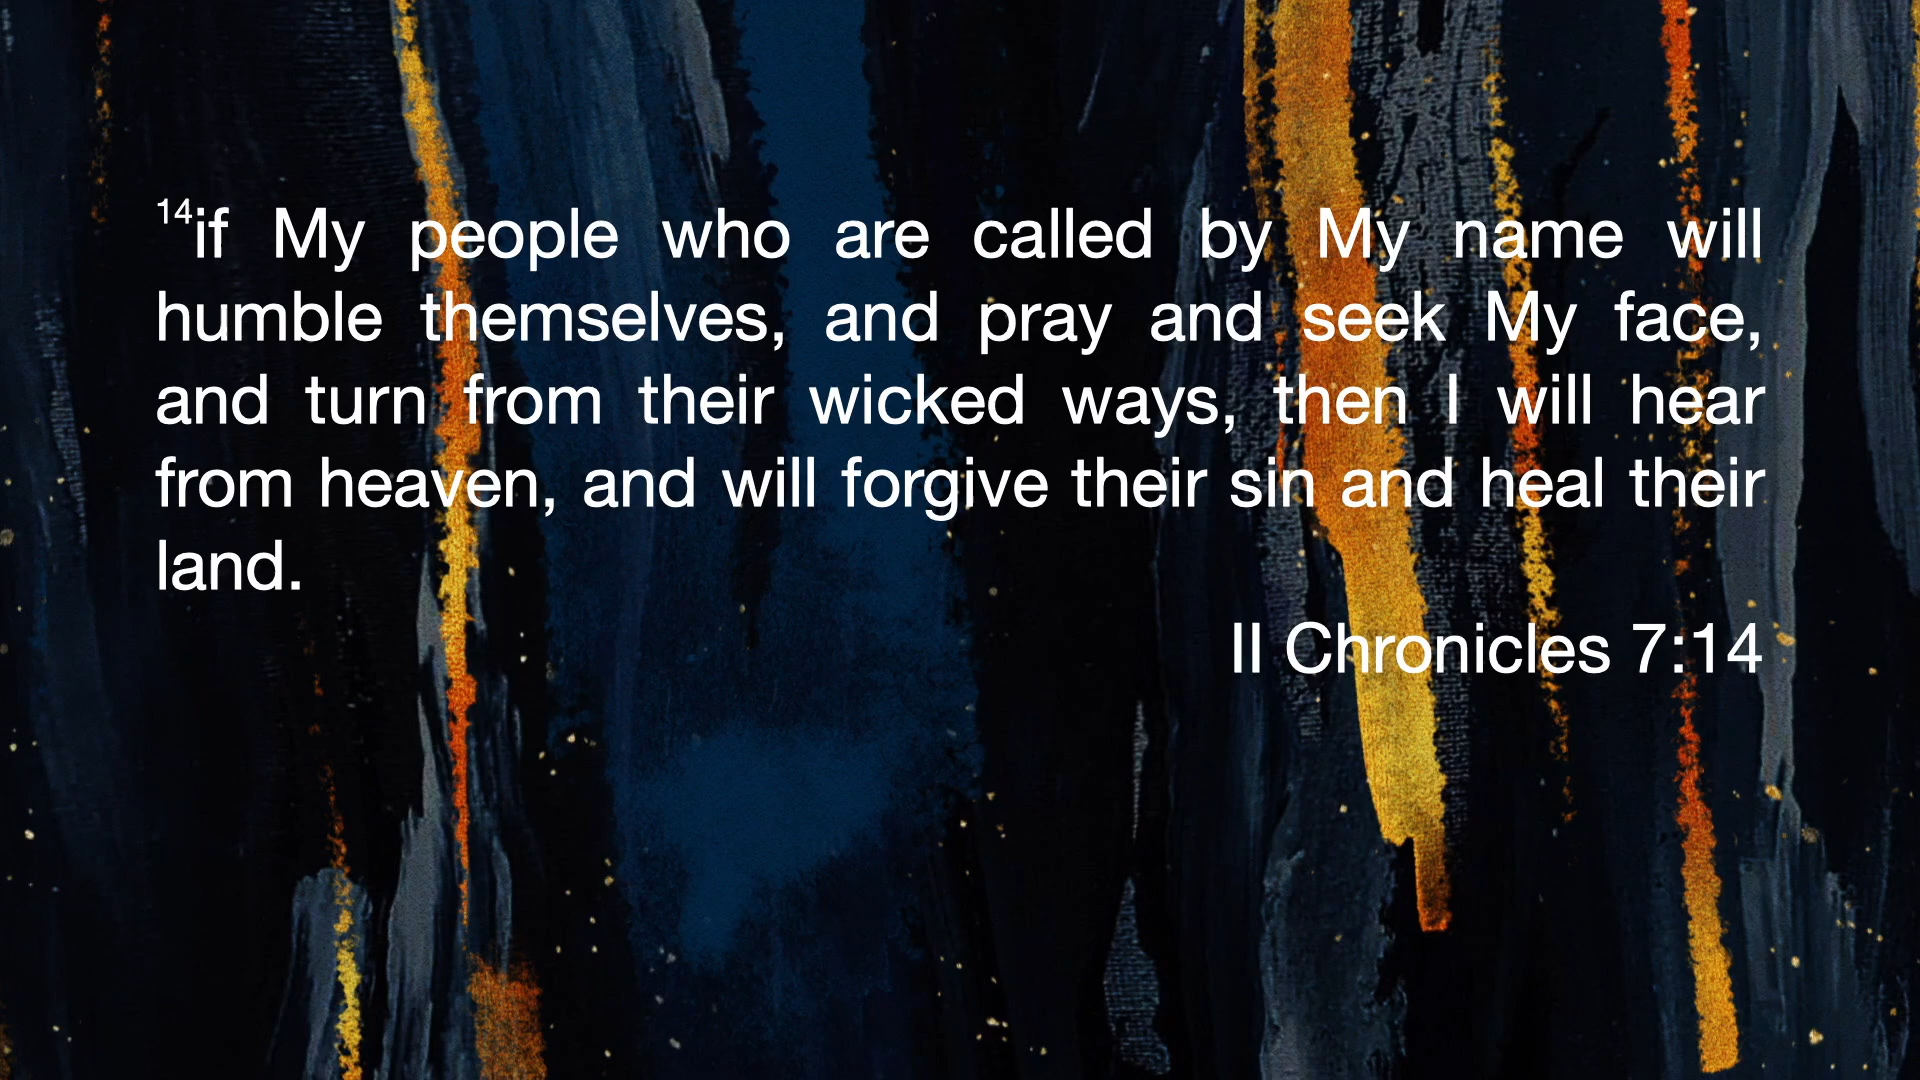 14if My people who are called by My name will
humble themselves, and pray and seek My face,
and turn from their wicked ways, then I will hear
from heaven, and will forgive their sin and heal their
land.
II Chronicles 7:14